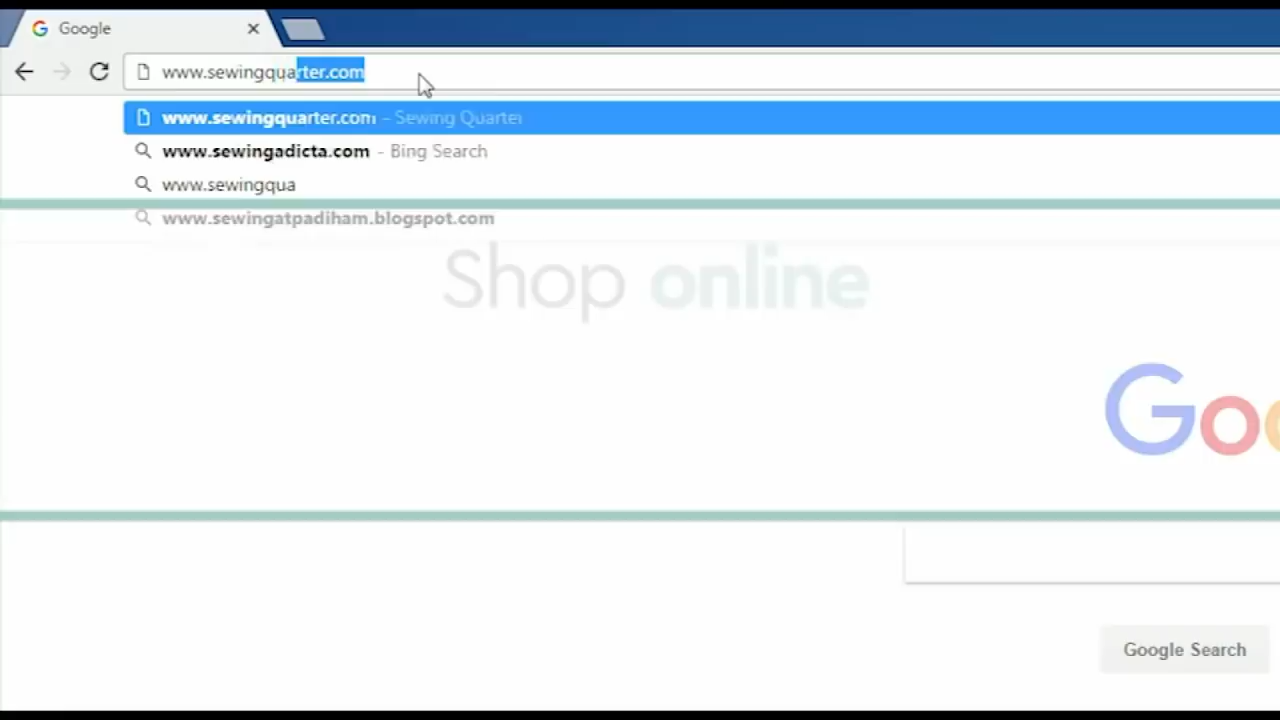 Google
www.sewingquarter.com
www.sewingquarter.com - Sewing Quarter
www.sewingadicta.com - Bing Search
www.sewingqua
www.sewingatpadiham.blogspot.com
Shop online
Goo
Google Search